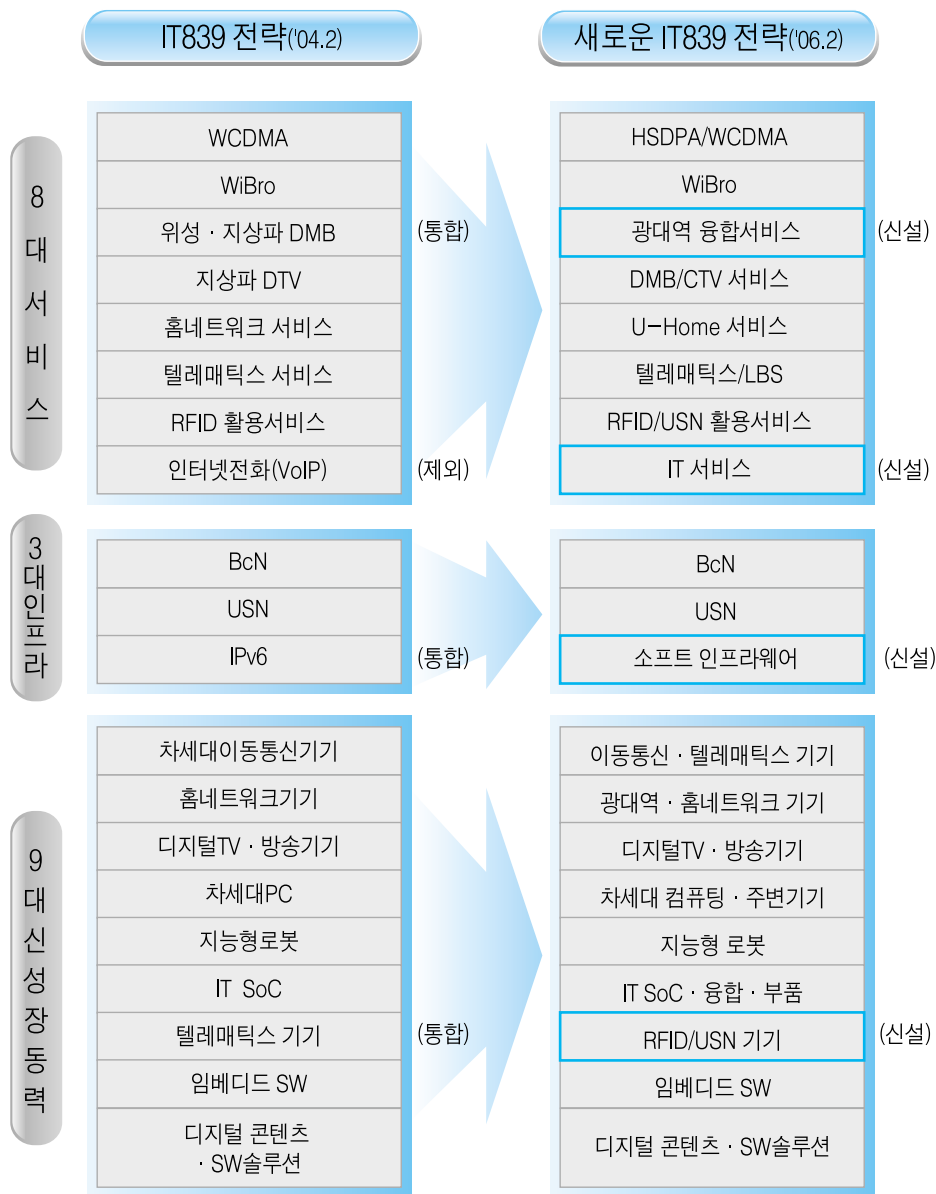 IT839 전략('04.2)
새로운 IT839 전략('06.2)
8대서비스
WCDMA
WiBro
위성 · 지상파 DMB
(통합)
지상파 DTV
홈네트워크 서비스
텔레매틱스 서비스
RFID 활용서비스
인터넷전화(VoIP)
(제외)
HSDPA/WCDMA
WiBro
광대역 융합서비스
(신설)
DMB/CTV 서비스
U-Home 서비스
텔레매틱스/LBS
RFID/USN 활용서비스
IT 서비스
(신설)
3대인프라
BcN
USN
IPv6
(통합)
BcN
USN
소프트 인프라웨어
(신설)
9대신성장동력
차세대이동통신기기
홈네트워크기기
디지털TV · 방송기기
차세대PC
지능형로봇
IT SoC
텔레매틱스 기기
(통합)
임베디드 SW
디지털 콘텐츠
· SW솔루션
이동통신 · 텔레매틱스 기기
광대역 · 홈네트워크 기기
디지털TV · 방송기기
차세대 컴퓨팅 · 주변기기
지능형 로봇
IT SoC · 융합 · 부품
RFID/USN 기기
(신설)
임베디드 SW
디지털 콘텐츠 · SW솔루션